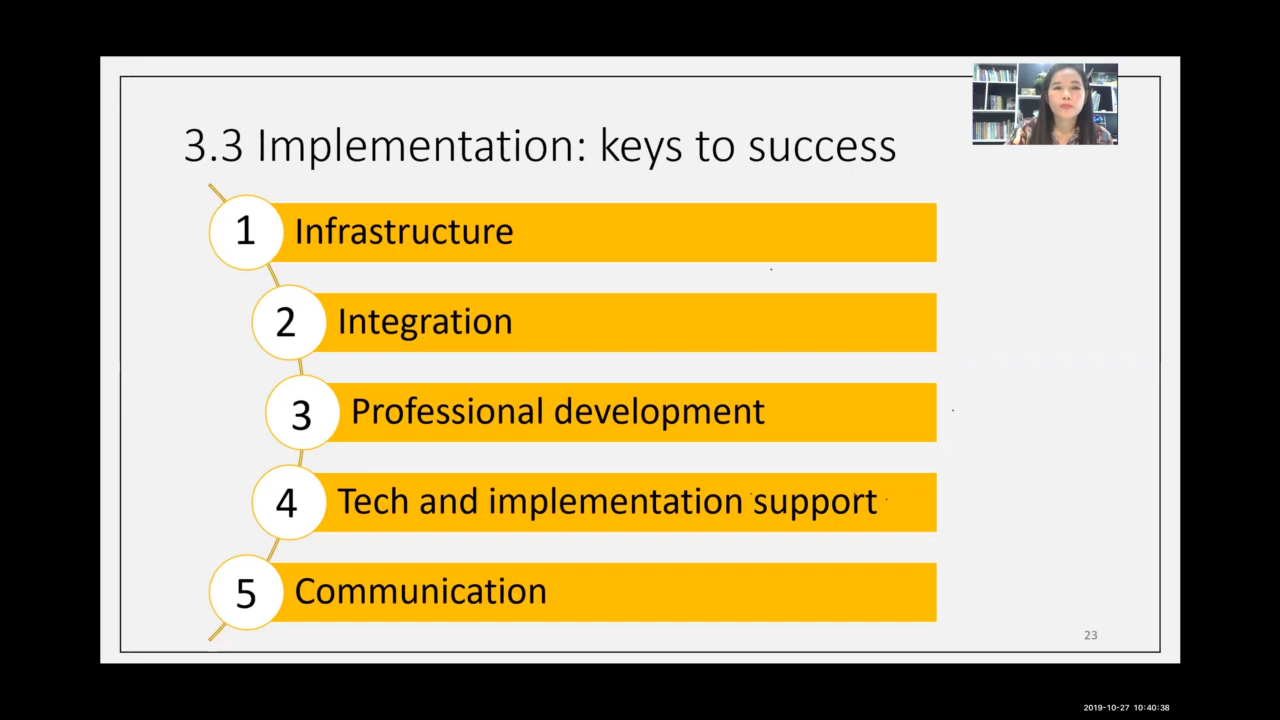 3.3 Implementation: keys to success
1 Infrastructure
2 Integration
3 Professional development
4 Tech and implementation support
5 Communication
23
2019-10-27 10:40:38